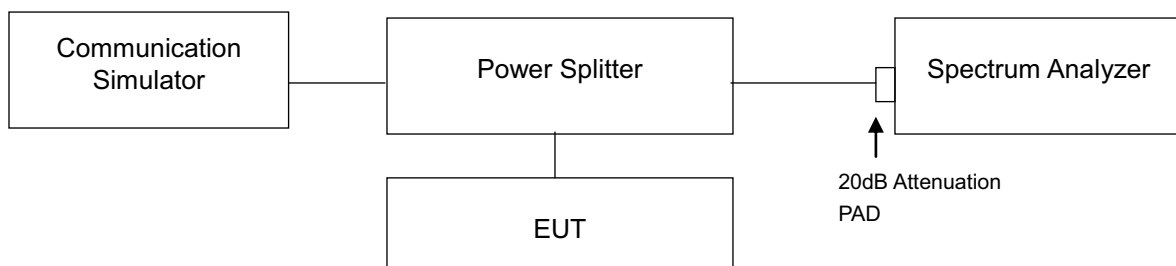 Communication
Simulator
Power Splitter
Spectrum Analyzer
20dB Attenuation
PAD
EUT